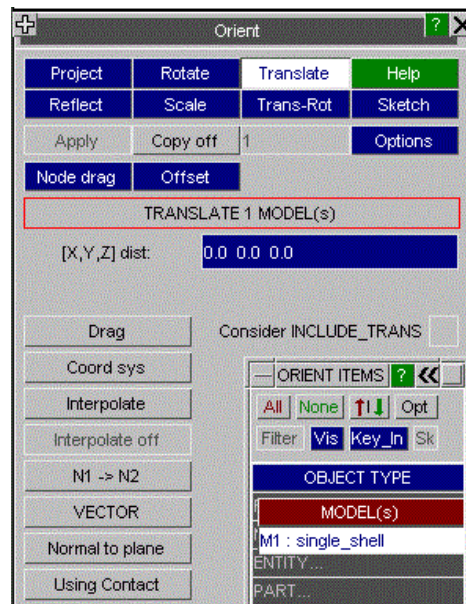 Orient ? X
Project Rotate Translate Help
Reflect Scale Trans-Rot Sketch
Apply Copy off 1 Options
Node drag Offset
TRANSLATE 1 MODEL(s)
[X,Y,Z] dist: 0.0 0.0 0.0
Drag Consider INCLUDE_TRANS
Coord sys
ORIENT ITEMS ?
Interpolate
All None Opt
Interpolate off
Filter Vis Key_In Sk
N1 -> N2
OBJECT TYPE
VECTOR
MODEL(s)
Normal to plane
M1 : single_shell
ENTITY...
Using Contact
PART...